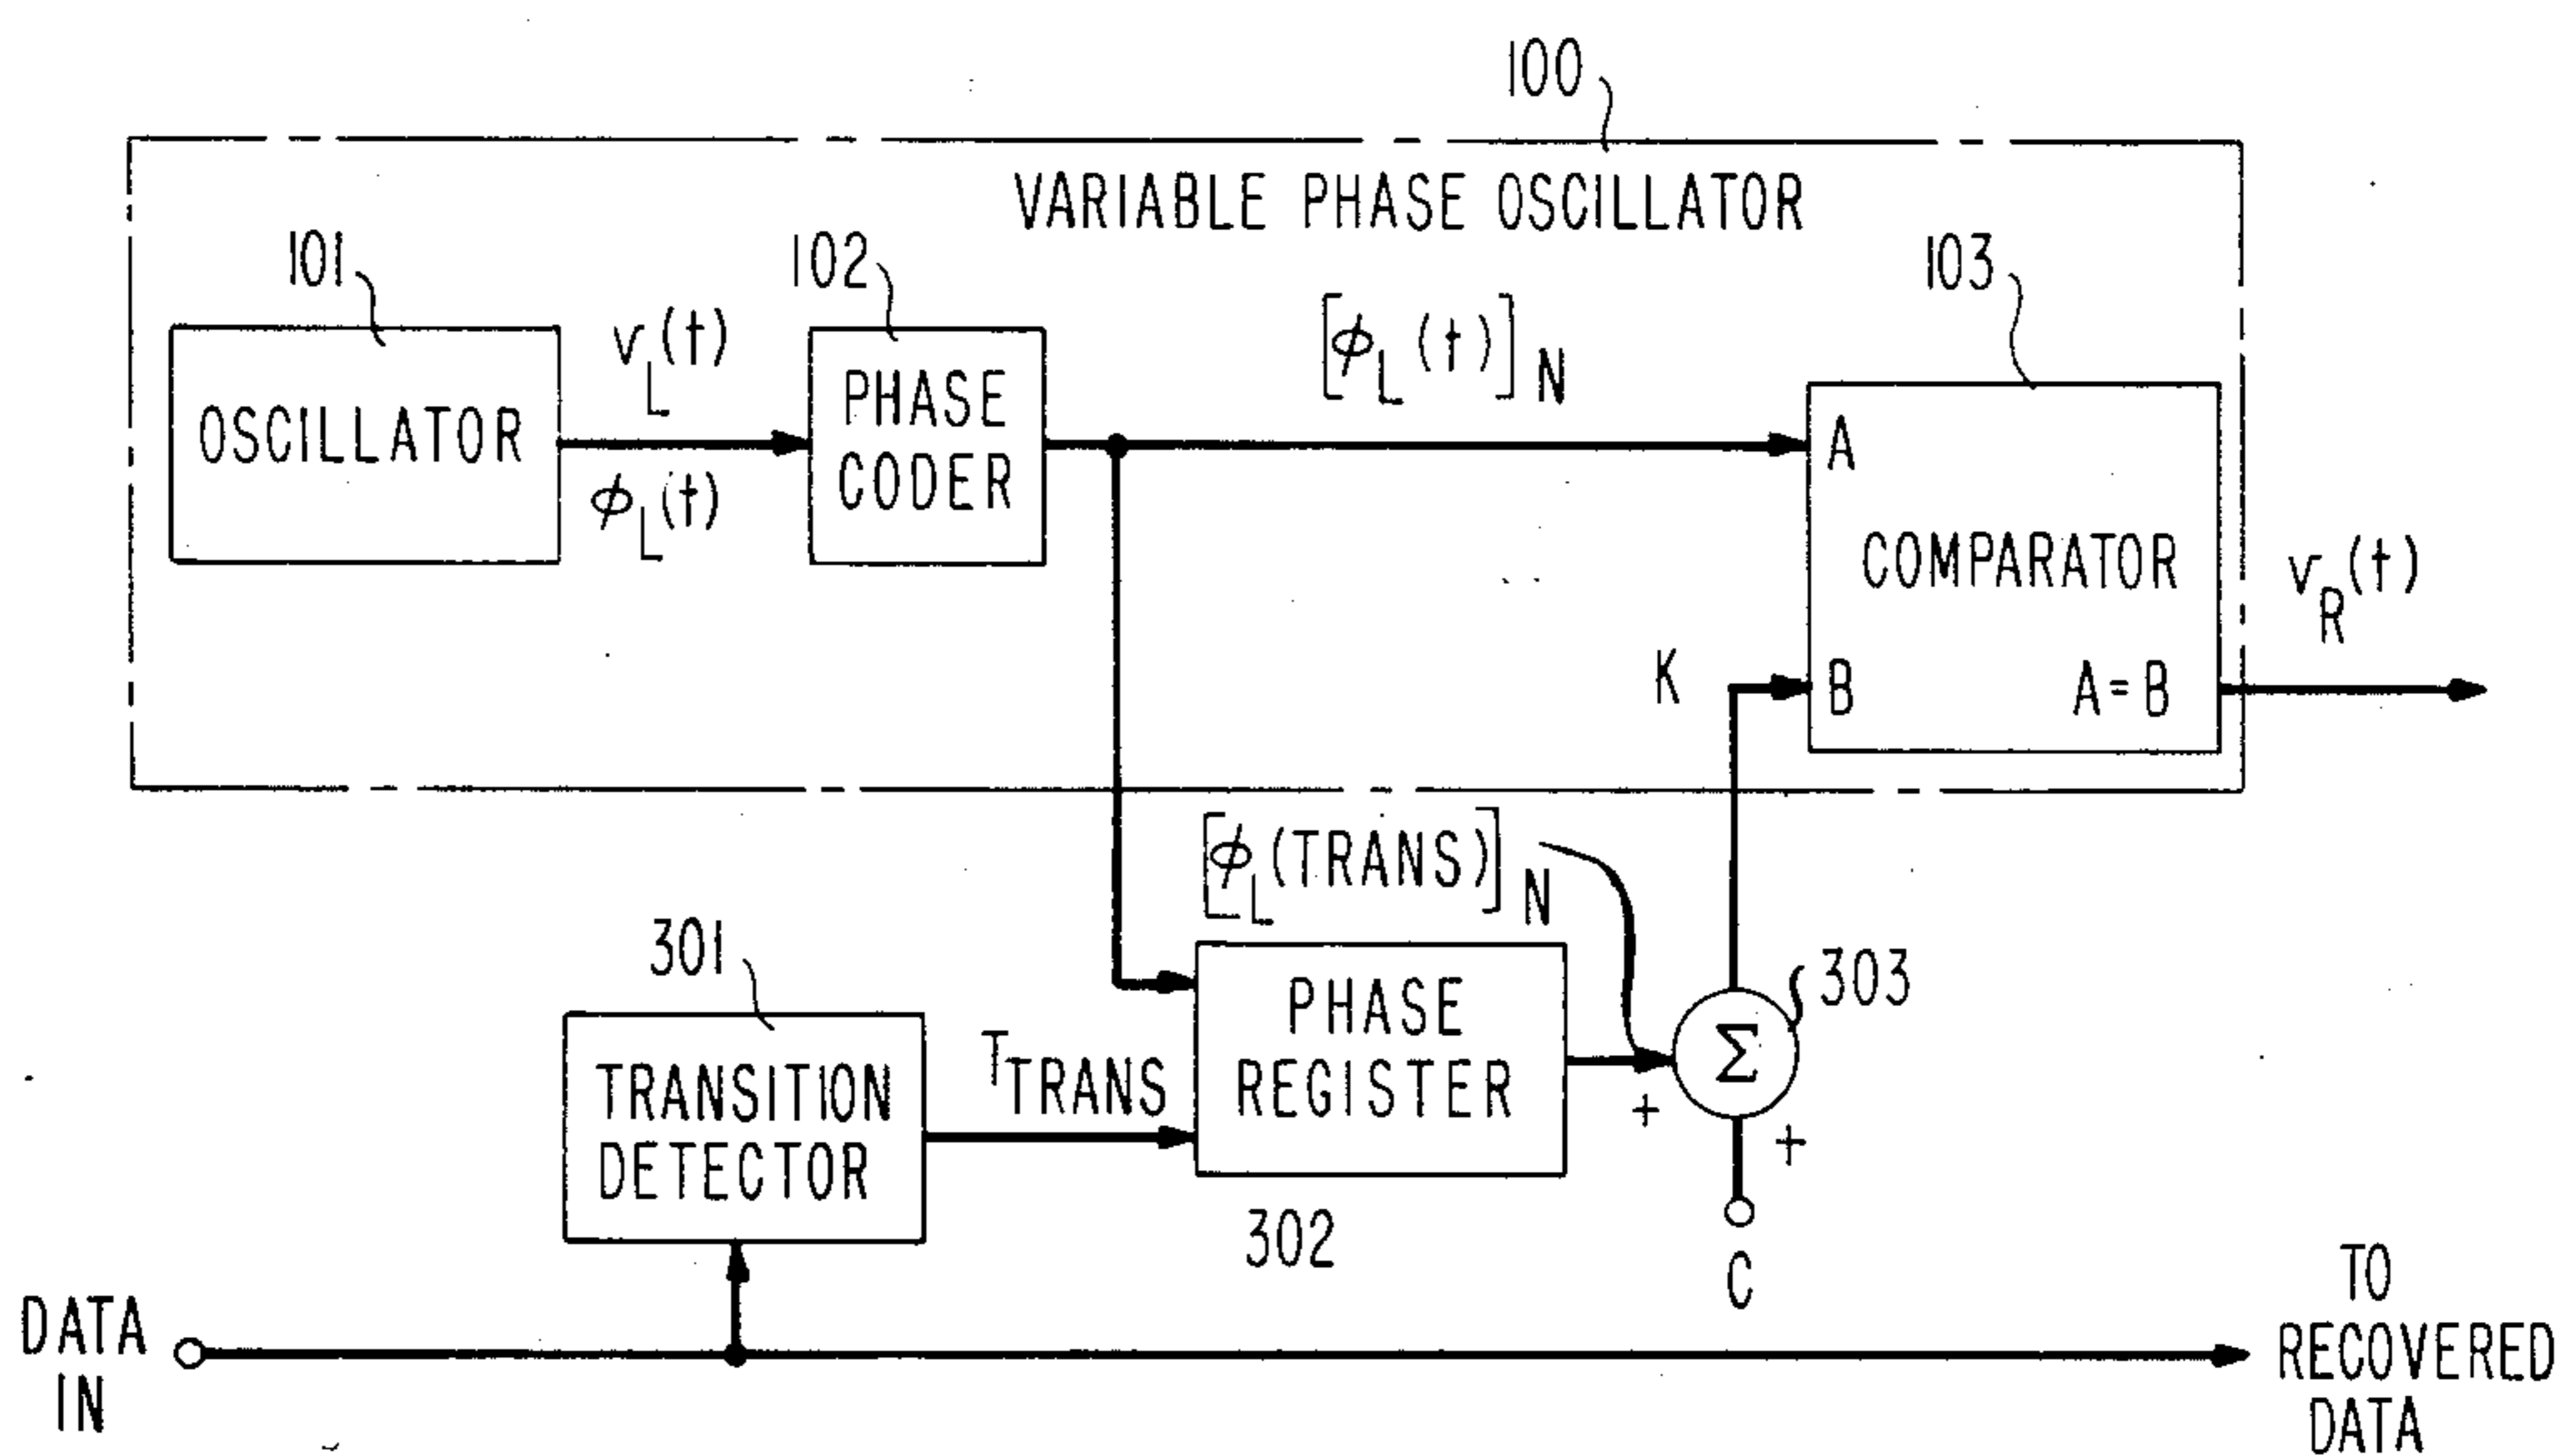 100
VARIABLE PHASE OSCILLATOR
101
102
103
v_L(t)
[ϕ_L(t)]_N
OSCILLATOR
PHASE
CODER
A
ϕ_L(t)
COMPARATOR
v_R(t)
K
B
A=B
[ϕ_L(TRANS)]_N
301
303
PHASE
REGISTER
Σ
T_TRANS
TRANSITION
DETECTOR
+
+
302
C
DATA
IN
TO
RECOVERED
DATA